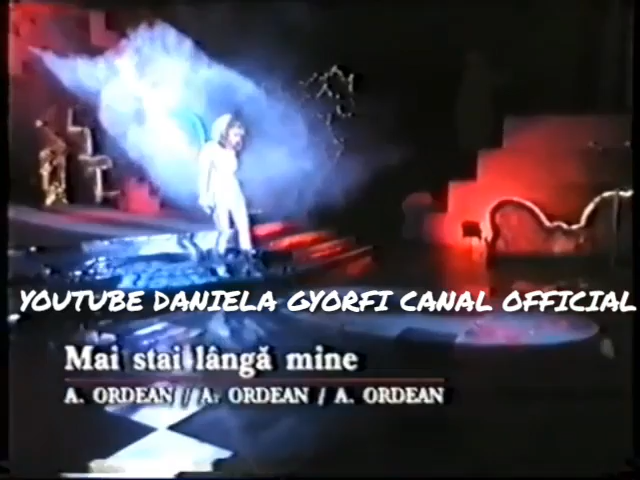 YOUTUBE DANIELA GYORFI CANAL OFFICIAL
Mai stai lângă mine
A. ORDEAN / A. ORDEAN / A. ORDEAN